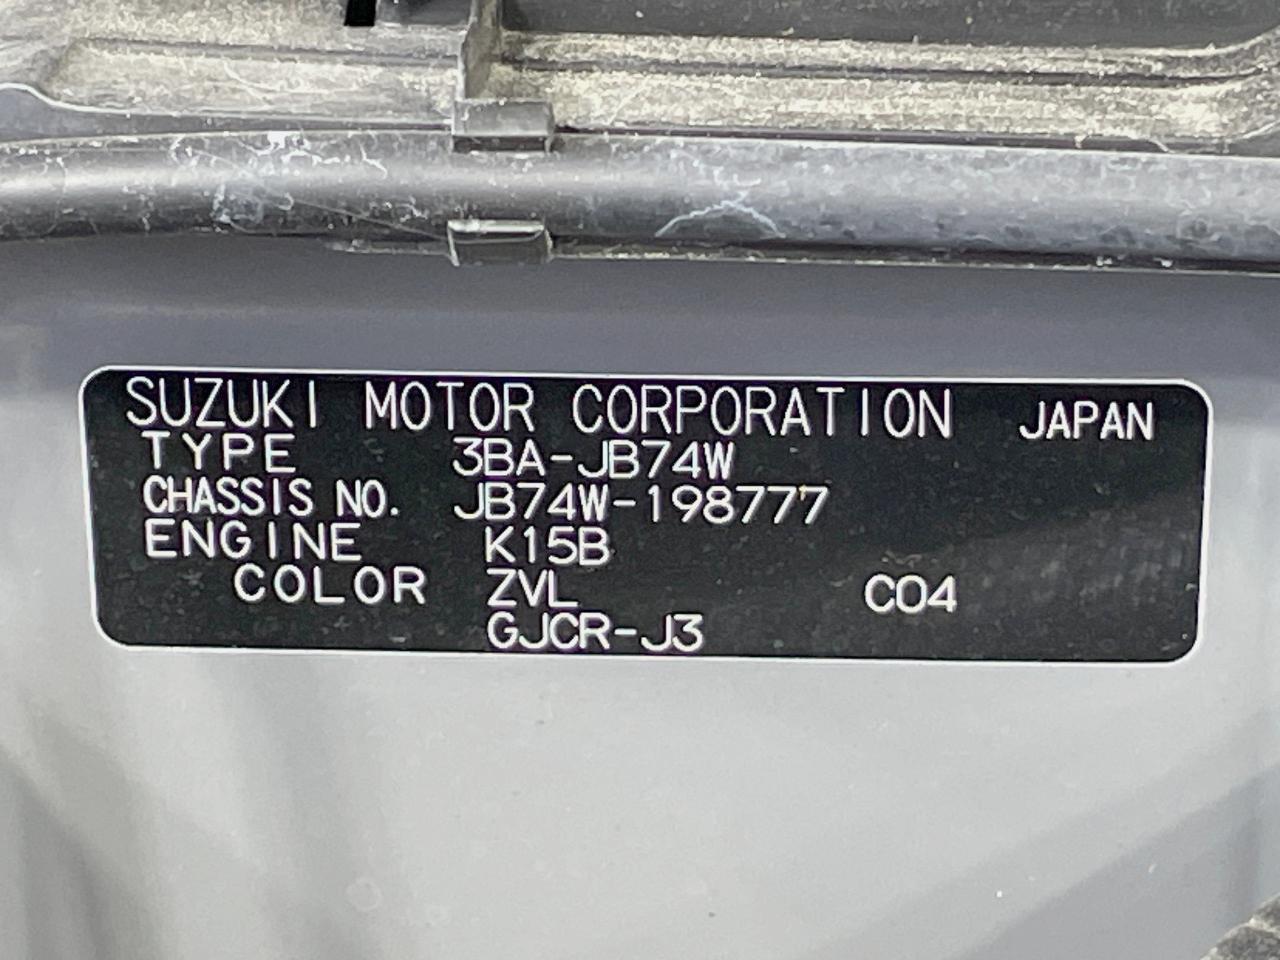 SUZUKI MOTOR CORPORATION JAPAN
TYPE 3BA-JB74W
CHASSIS NO. JB74W-198777
ENGINE K15B
COLOR ZVL C04
GJCR-J3